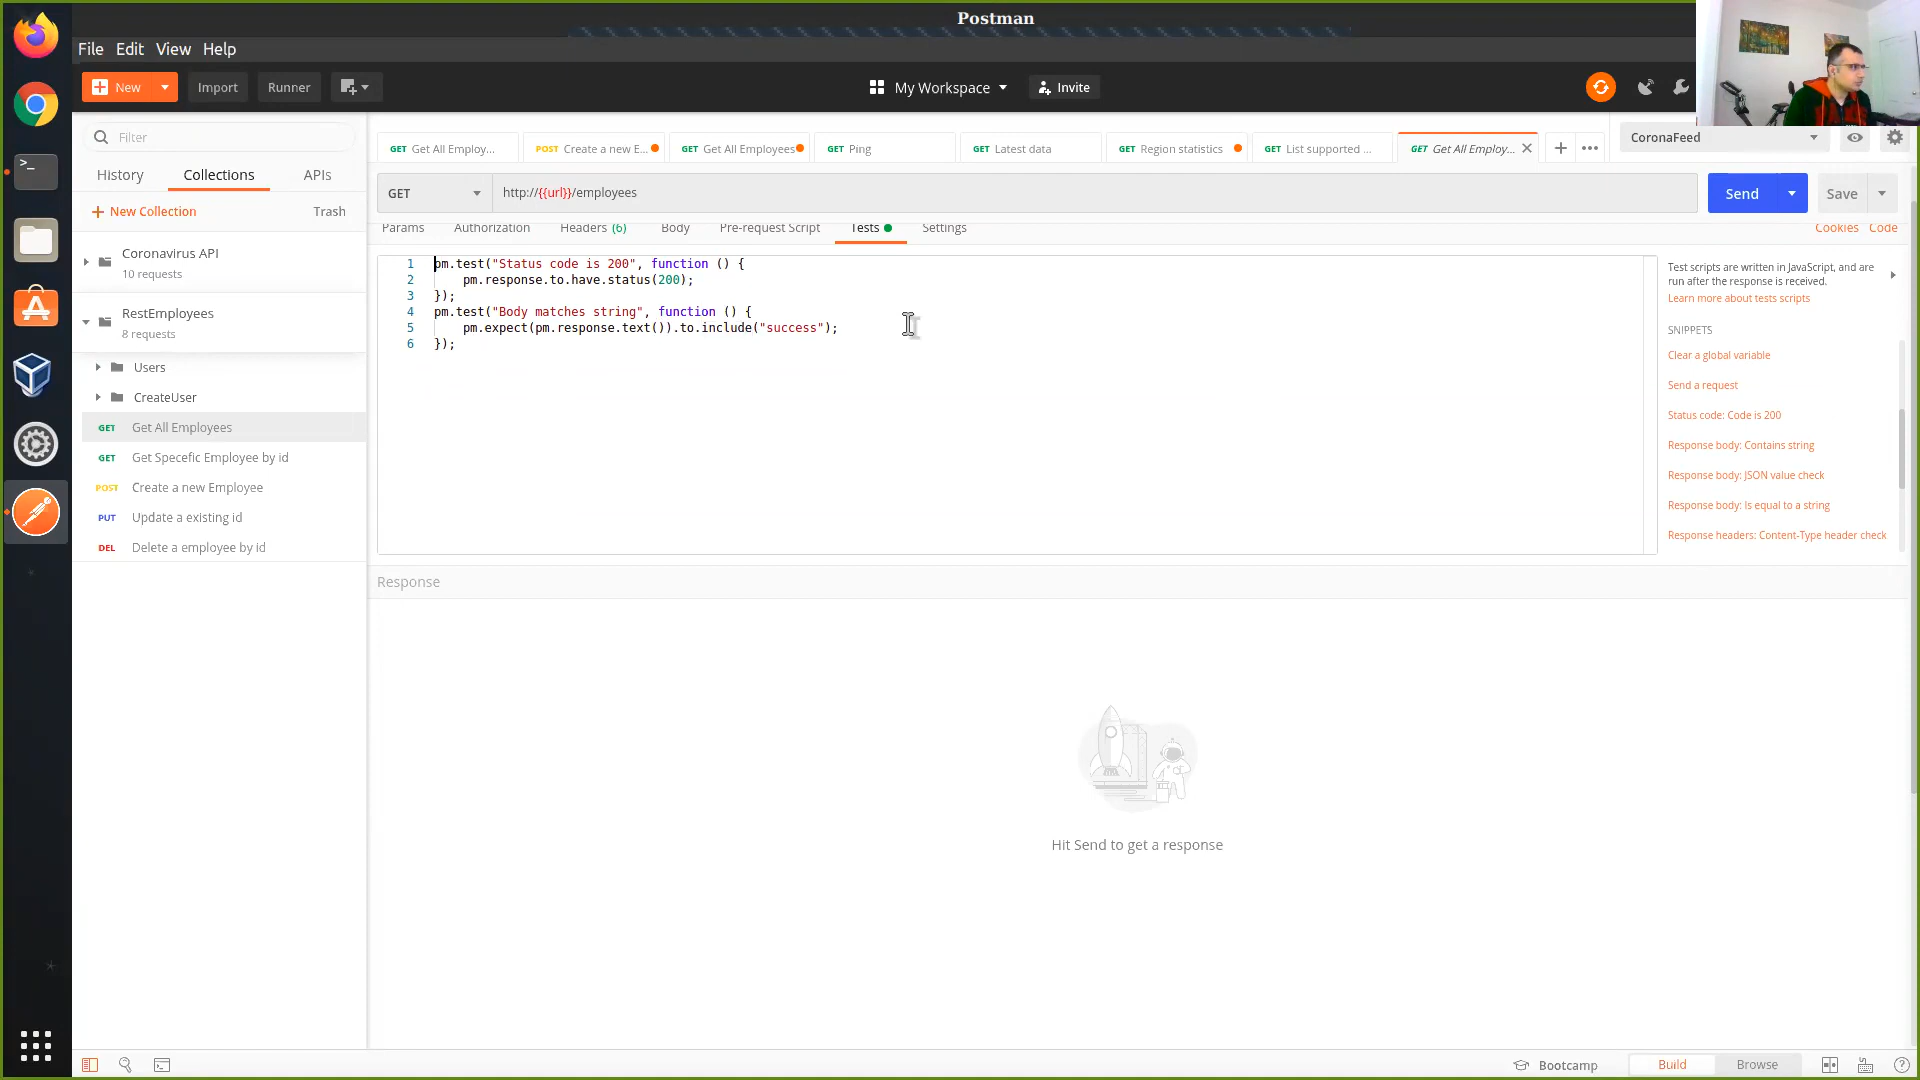 Postman
File Edit View Help
New Import Runner My Workspace Invite
Filter
History Collections APIs
New Collection Trash
Coronavirus API
10 requests
RestEmployees
8 requests
Users
CreateUser
GET Get All Employees
GET Get Specefic Employee by id
POST Create a new Employee
PUT Update a existing id
DEL Delete a employee by id
GET Get All Employ... POST Create a new E... GET Get All Employees GET Ping GET Latest data GET Region statistics GET List supported ... GET Get All Employ...
CoronaFeed
GET http://{{url}}/employees Send Save
Params Authorization Headers (6) Body Pre-request Script Tests Settings Cookies Code
1 pm.test("Status code is 200", function () {
2 pm.response.to.have.status(200);
3 });
4 pm.test("Body matches string", function () {
5 pm.expect(pm.response.text()).to.include("success");
6 });
Test scripts are written in JavaScript, and are
run after the response is received.
Learn more about tests scripts
SNIPPETS
Clear a global variable
Send a request
Status code: Code is 200
Response body: Contains string
Response body: JSON value check
Response body: Is equal to a string
Response headers: Content-Type header check
Response
Hit Send to get a response
Bootcamp Build Browse